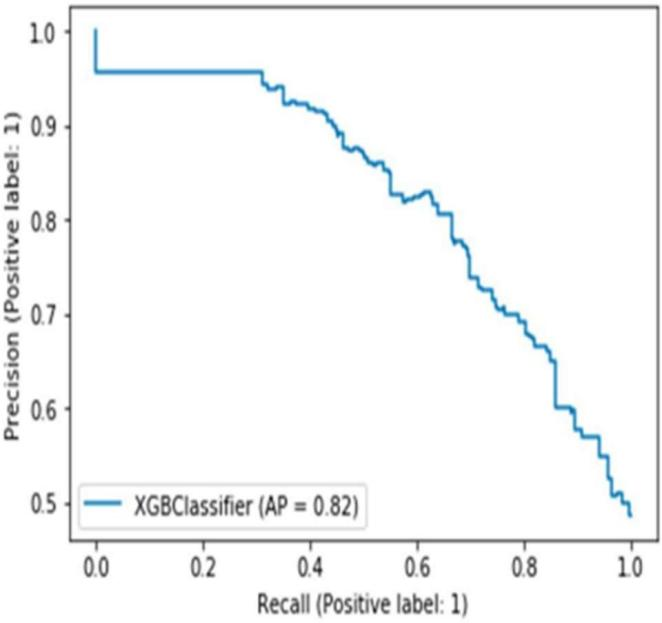 1.0
0.9
0.8
0.7
0.6
0.5
Precision (Positive label: 1)
XGBClassifier (AP = 0.82)
0.0 0.2 0.4 0.6 0.8 1.0
Recall (Positive label: 1)